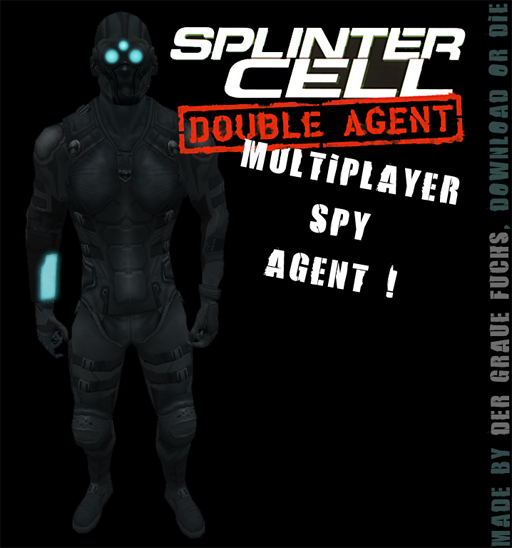 SPLINTER
CELL
DOUBLE AGENT
MULTiPLAYER
SPY
AGENT !
MADE BY DER GRAUE FUCHS, DOWNLOAD OR DiE